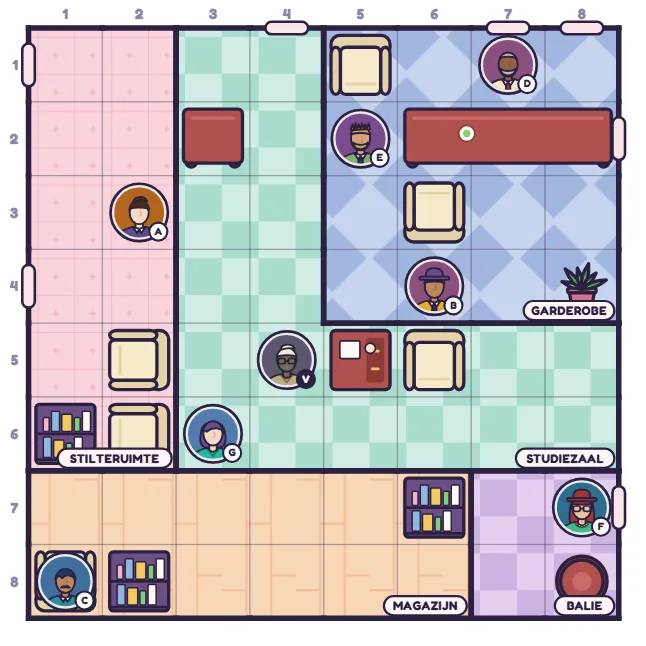 1 2 3 4 5 6 7 8
1
D
2
E
3
A
4
B
GARDEROBE
5
V
6
G
STILTERUIMTE
STUDIEZAAL
7
F
8
C
MAGAZIJN
BALIE